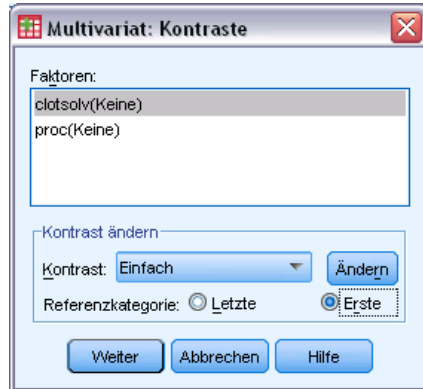 Multivariat: Kontraste
Faktoren:
clotsolv(Keine)
proc(Keine)
Kontrast ändern
Kontrast: Einfach Ändern
Referenzkategorie: Letzte Erste
Weiter Abbrechen Hilfe